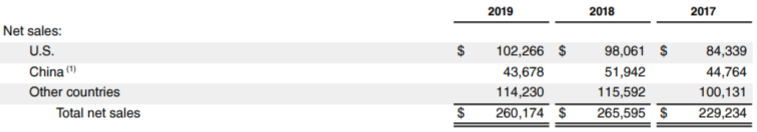 2019 2018 2017
Net sales:
U.S. $ 102,266 $ 98,061 $ 84,339
China (1) 43,678 51,942 44,764
Other countries 114,230 115,592 100,131
Total net sales $ 260,174 $ 265,595 $ 229,234